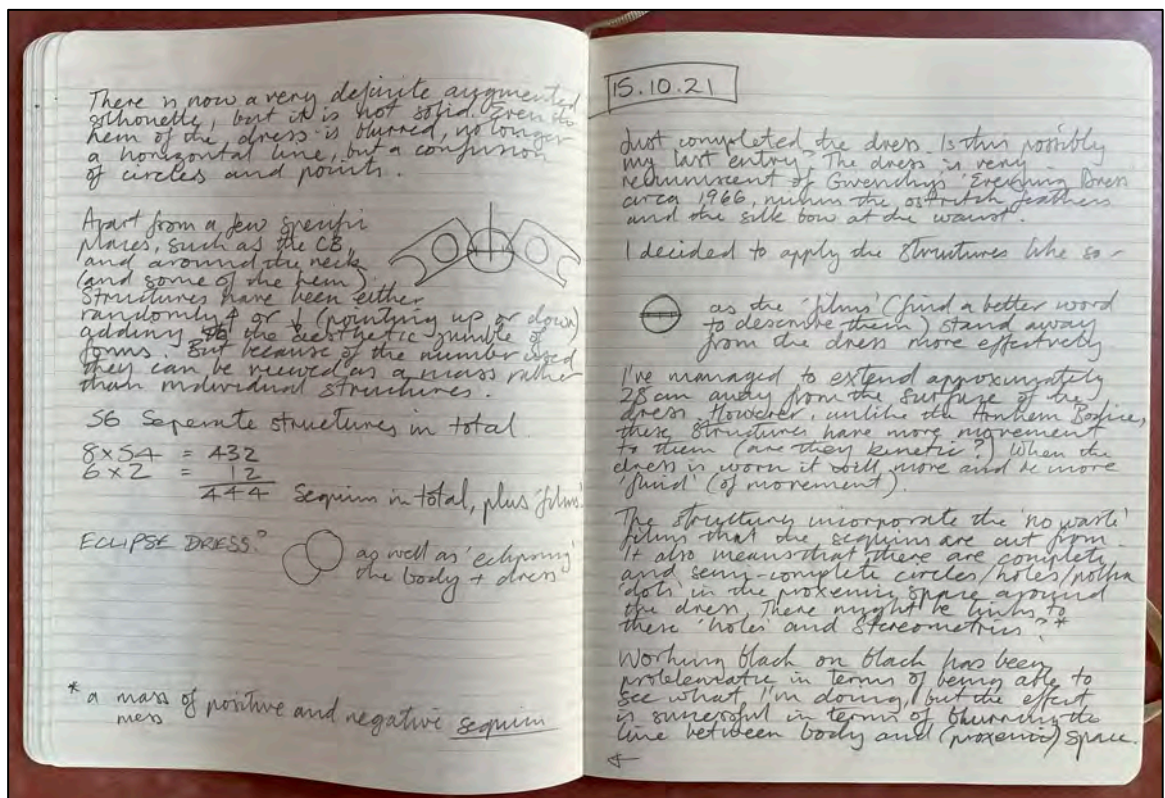 There is now a very definite augmented
silhouette, but it is not solid. Even the
hem of the dress is blurred, no longer
a horizontal line, but a confusion
of circles and points.
Apart from a few specific
places, such as the CB,
and around the neck
(and some of the hem).
Structures have been either
randomly ↑ or ↓ (pointing up or down)
adding to the aesthetic jumble of
forms. But because of the number used
they can be viewed as a mass rather
than individual structures.
56 Seperate structures in total.
8 x 54 = 432
6 x 2 = 12
444 Sequins in total, plus 'films'.
ECLIPSE DRESS?
as well as 'eclipsing'
the body + dress
* a mass of positive and negative sequin
mess
15.10.21
Just completed the dress. Is this possibly
my last entry? The dress is very
reminiscent of Givenchy's 'Evening Dress
circa 1966, minus the ostrich feathers
and the silk bow at the waist.
I decided to apply the structures like so -
as the 'films' (find a better word
to describe them) stand away
from the dress more effectively.
I've managed to extend approximately
28cm away from the surface of the
dress. However, unlike the Arnhem Bodice,
these structures have more movement
to them (are they kinetic?) When the
dress is worn it will move and be more
'fluid' (of movement).
The structures incorporate the 'no waste'
films that the sequins are cut from.
It also means that there are complete
and semi-complete circles/holes/polka
dots in the proxemic space around
the dress. There might be links to
these 'holes' and Stereometrics?*
Working black on black has been
problematic in terms of being able to
see what I'm doing, but the effect
is successful in terms of blurring the
line between body and (proxemic) space.
←